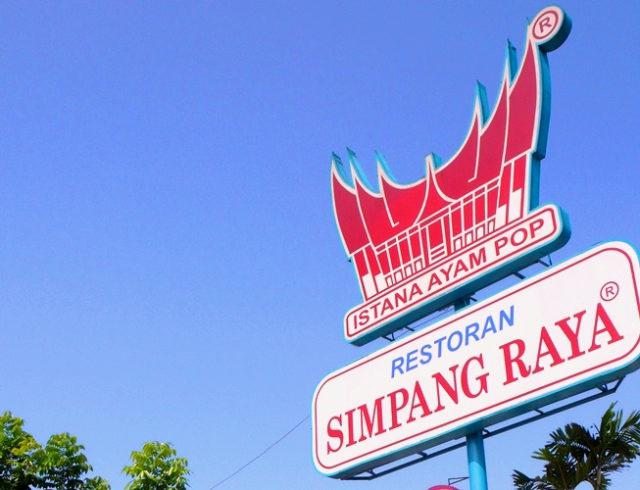 ®
ISTANA AYAM POP
RESTORAN
SIMPANG RAYA ®